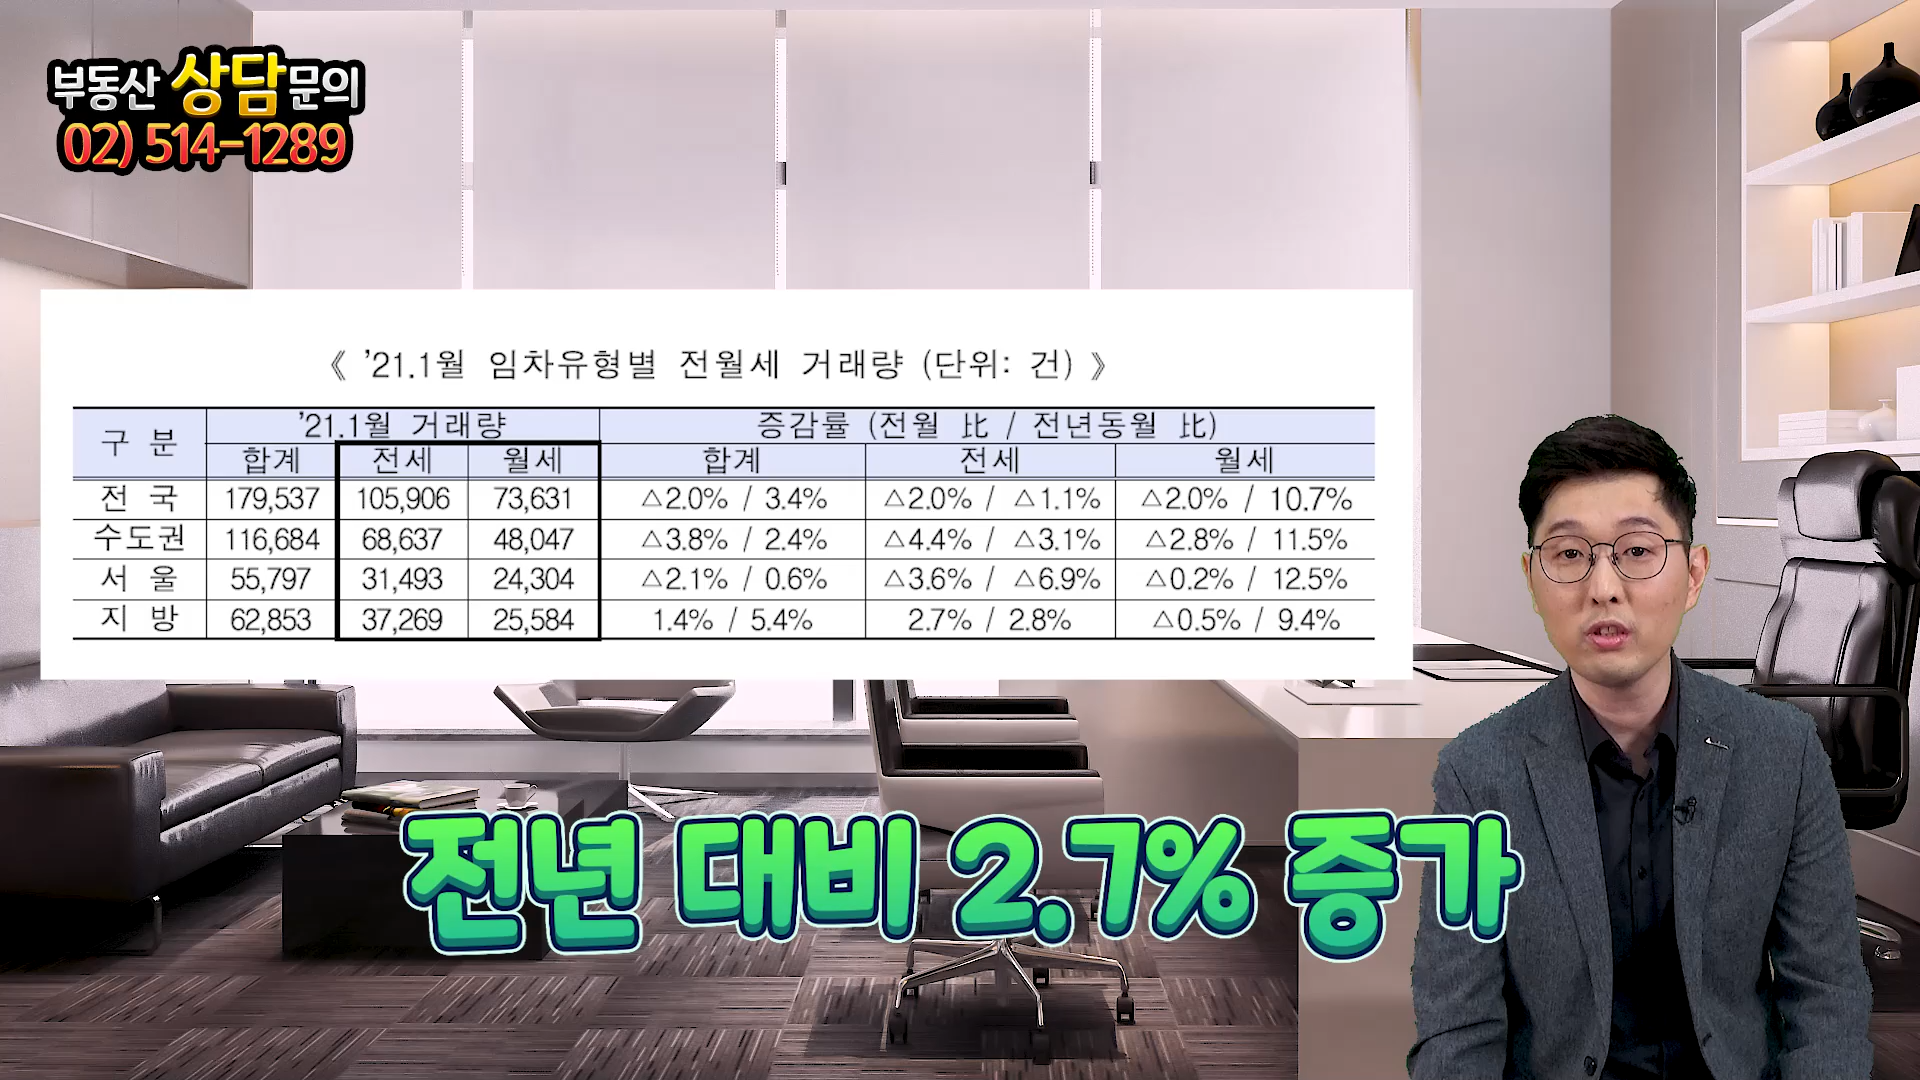 부동산 상담문의
02) 514-1289
《 '21.1월 임차유형별 전월세 거래량 (단위: 건) 》
구 분 '21.1월 거래량 증감률 (전월 比 / 전년동월 比)
합계 전세 월세 합계 전세 월세
전 국 179,537 105,906 73,631 △2.0% / 3.4% △2.0% / △1.1% △2.0% / 10.7%
수도권 116,684 68,637 48,047 △3.8% / 2.4% △4.4% / △3.1% △2.8% / 11.5%
서 울 55,797 31,493 24,304 △2.1% / 0.6% △3.6% / △6.9% △0.2% / 12.5%
지 방 62,853 37,269 25,584 1.4% / 5.4% 2.7% / 2.8% △0.5% / 9.4%
전년 대비 2.7% 증가